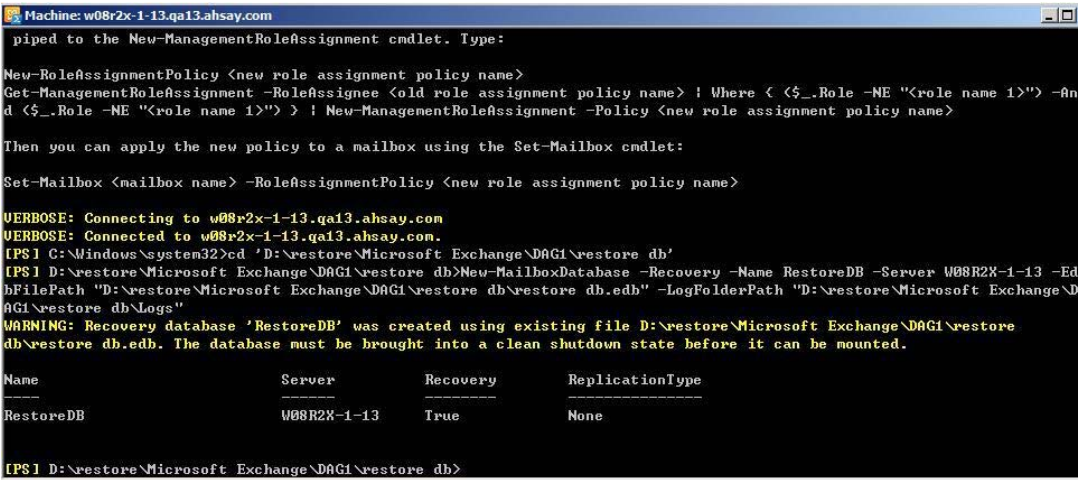 Machine: w08r2x-1-13.qa13.ahsay.com
piped to the New-ManagementRoleAssignment cmdlet. Type:
New-RoleAssignmentPolicy <new role assignment policy name>
Get-ManagementRoleAssignment -RoleAssignee <old role assignment policy name> | Where { ($_.Role -NE "<role name 1>") -An
d ($_.Role -NE "<role name 1>") } | New-ManagementRoleAssignment -Policy <new role assignment policy name>
Then you can apply the new policy to a mailbox using the Set-Mailbox cmdlet:
Set-Mailbox <mailbox name> -RoleAssignmentPolicy <new role assignment policy name>
VERBOSE: Connecting to w08r2x-1-13.qa13.ahsay.com
VERBOSE: Connected to w08r2x-1-13.qa13.ahsay.com.
[PS] C:\Windows\system32>cd 'D:\restore\Microsoft Exchange\DAG1\restore db'
[PS] D:\restore\Microsoft Exchange\DAG1\restore db>New-MailboxDatabase -Recovery -Name RestoreDB -Server W08R2X-1-13 -Ed
bFilePath "D:\restore\Microsoft Exchange\DAG1\restore db\restore db.edb" -LogFolderPath "D:\restore\Microsoft Exchange\D
AG1\restore db\Logs"
WARNING: Recovery database 'RestoreDB' was created using existing file D:\restore\Microsoft Exchange\DAG1\restore
db\restore db.edb. The database must be brought into a clean shutdown state before it can be mounted.
Name Server Recovery ReplicationType
---- ------ -------- ---------------
RestoreDB W08R2X-1-13 True None
[PS] D:\restore\Microsoft Exchange\DAG1\restore db>